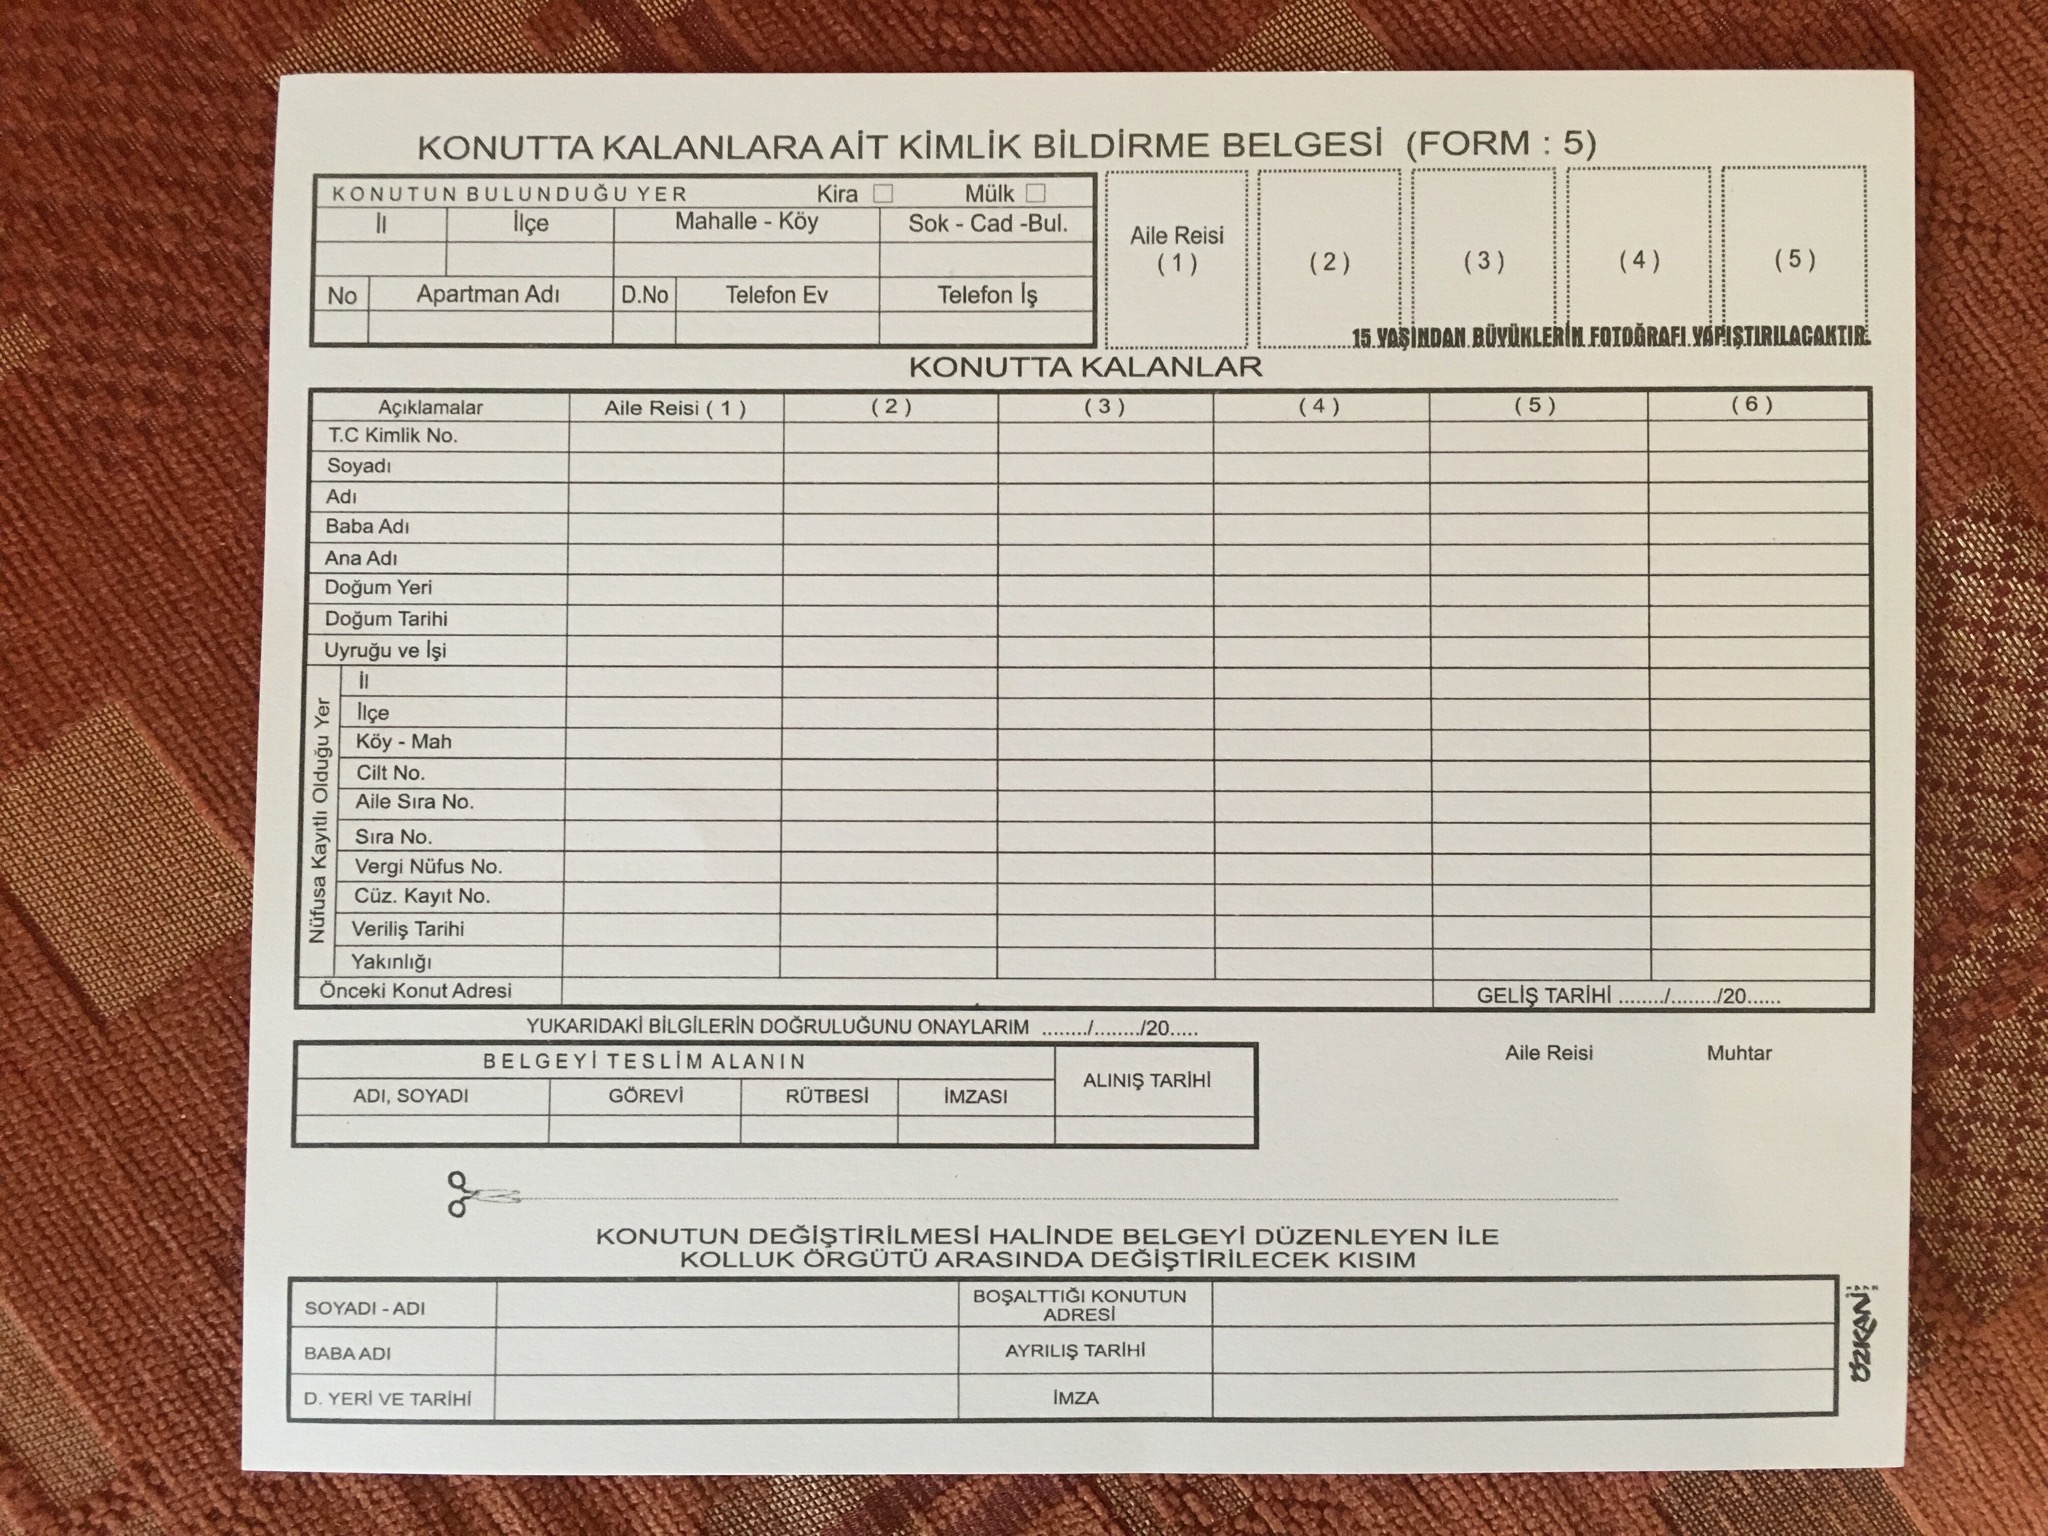 KONUTTA KALANLARA AİT KİMLİK BİLDİRME BELGESİ (FORM : 5)
KONUTUN BULUNDUĞU YER Kira Mülk
İl İlçe Mahalle - Köy Sok - Cad -Bul.
No Apartman Adı D.No Telefon Ev Telefon İş
Aile Reisi
( 1 ) ( 2 ) ( 3 ) ( 4 ) ( 5 )
15 YAŞINDAN BÜYÜKLERİN FOTOĞRAFI YAPIŞTIRILACAKTIR.
KONUTTA KALANLAR
Açıklamalar Aile Reisi ( 1 ) ( 2 ) ( 3 ) ( 4 ) ( 5 ) ( 6 )
T.C Kimlik No.
Soyadı
Adı
Baba Adı
Ana Adı
Doğum Yeri
Doğum Tarihi
Uyruğu ve İşi
Nüfusa Kayıtlı Olduğu Yer
İl
İlçe
Köy - Mah
Cilt No.
Aile Sıra No.
Sıra No.
Vergi Nüfus No.
Cüz. Kayıt No.
Veriliş Tarihi
Yakınlığı
Önceki Konut Adresi GELİŞ TARİHİ ......../......../20......
YUKARIDAKİ BİLGİLERİN DOĞRULUĞUNU ONAYLARIM ......../......../20.....
Aile Reisi Muhtar
BELGEYİ TESLİM ALANIN ALINIŞ TARİHİ
ADI, SOYADI GÖREVİ RÜTBESİ İMZASI
KONUTUN DEĞİŞTİRİLMESİ HALİNDE BELGEYİ DÜZENLEYEN İLE
KOLLUK ÖRGÜTÜ ARASINDA DEĞİŞTİRİLECEK KISIM
SOYADI - ADI BOŞALTTIĞI KONUTUN
ADRESİ
BABA ADI AYRILIŞ TARİHİ
D. YERİ VE TARİHİ İMZA